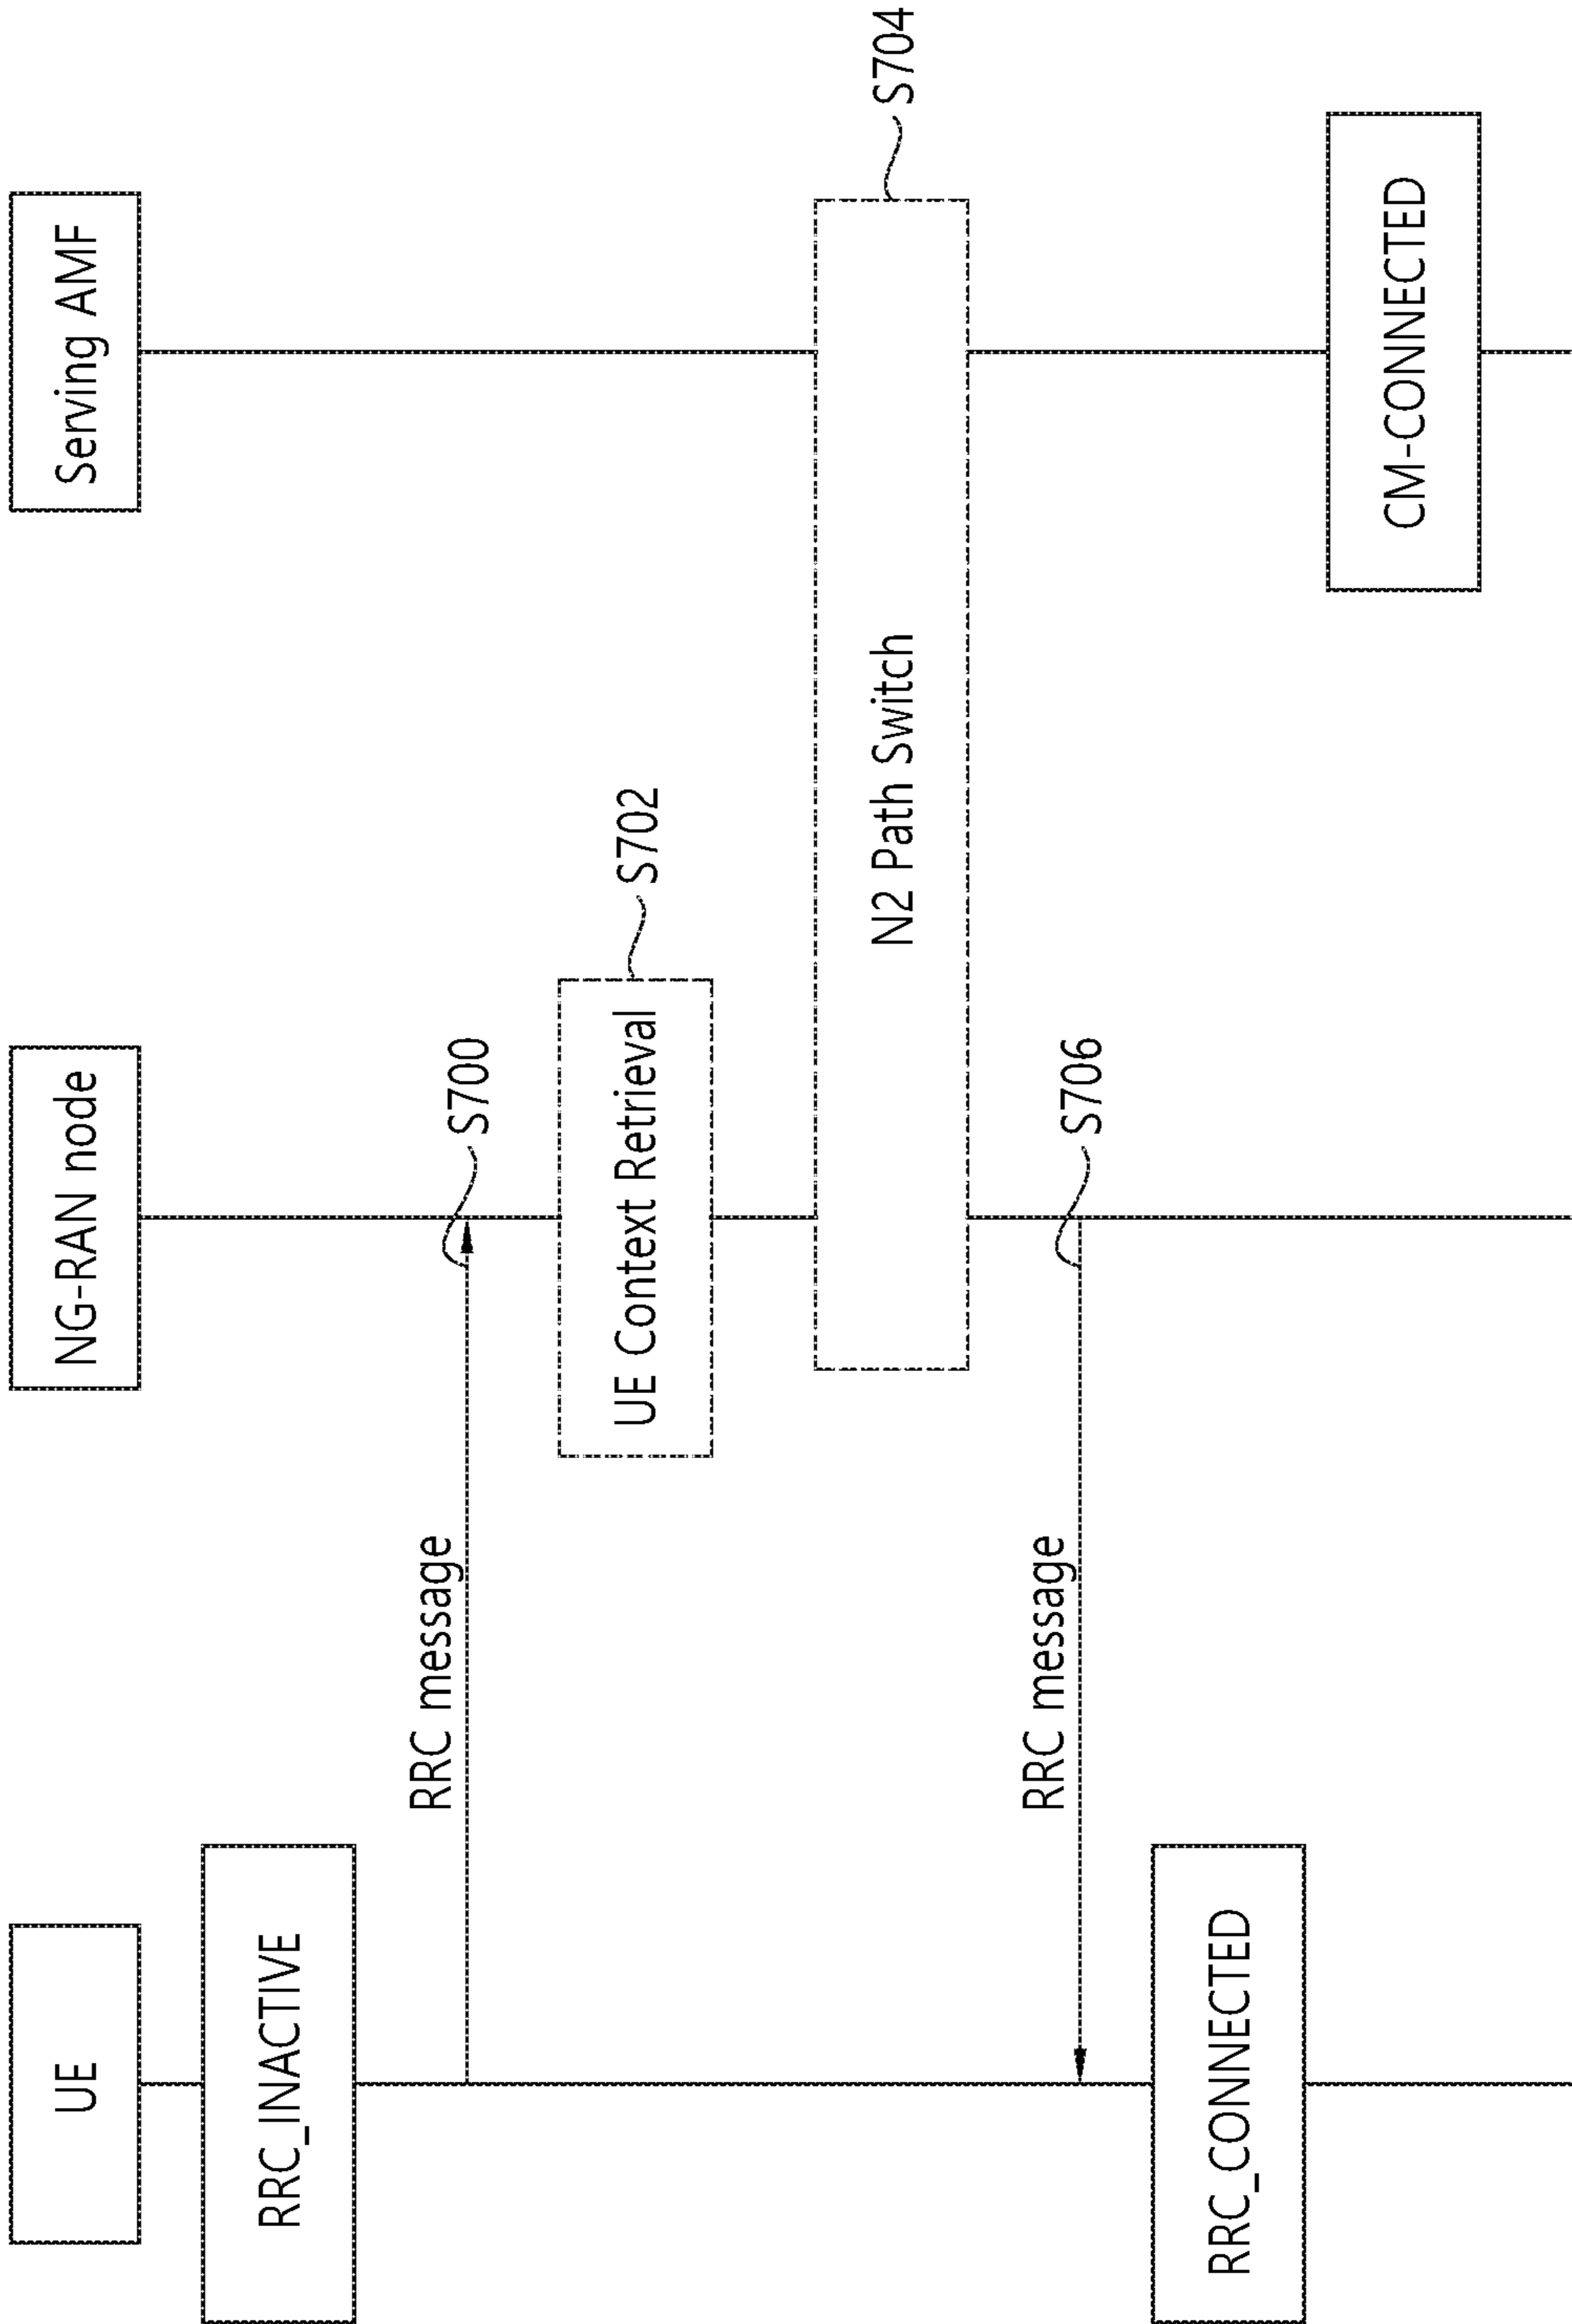 UE
NG-RAN node
Serving AMF
RRC_INACTIVE
RRC message
S700
UE Context Retrieval
S702
N2 Path Switch
S704
RRC message
S706
RRC_CONNECTED
CM-CONNECTED